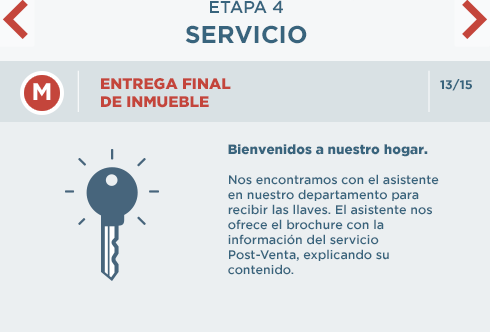 ETAPA 4
SERVICIO
M
ENTREGA FINAL
DE INMUEBLE
13/15
Bienvenidos a nuestro hogar.
Nos encontramos con el asistente
en nuestro departamento para
recibir las llaves. El asistente nos
ofrece el brochure con la
información del servicio
Post-Venta, explicando su
contenido.